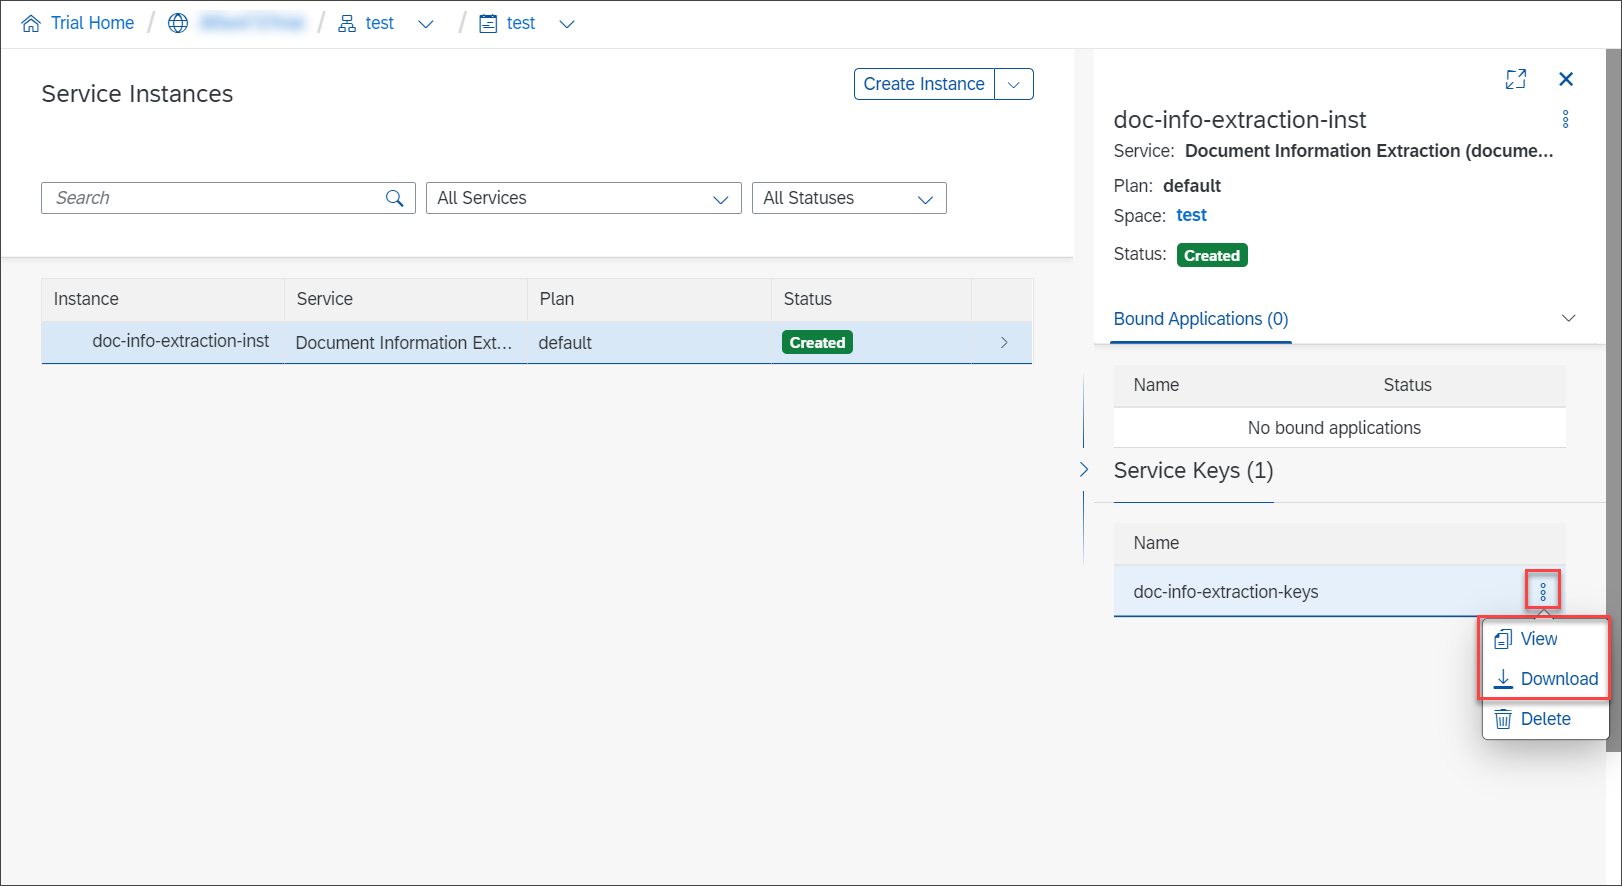 Trial Home / / test / test
Service Instances
Create Instance
Search
All Services
All Statuses
Instance Service Plan Status
doc-info-extraction-inst Document Information Ext... default Created
doc-info-extraction-inst
Service: Document Information Extraction (docume...
Plan: default
Space: test
Status: Created
Bound Applications (0)
Name Status
No bound applications
Service Keys (1)
Name
doc-info-extraction-keys
View
Download
Delete